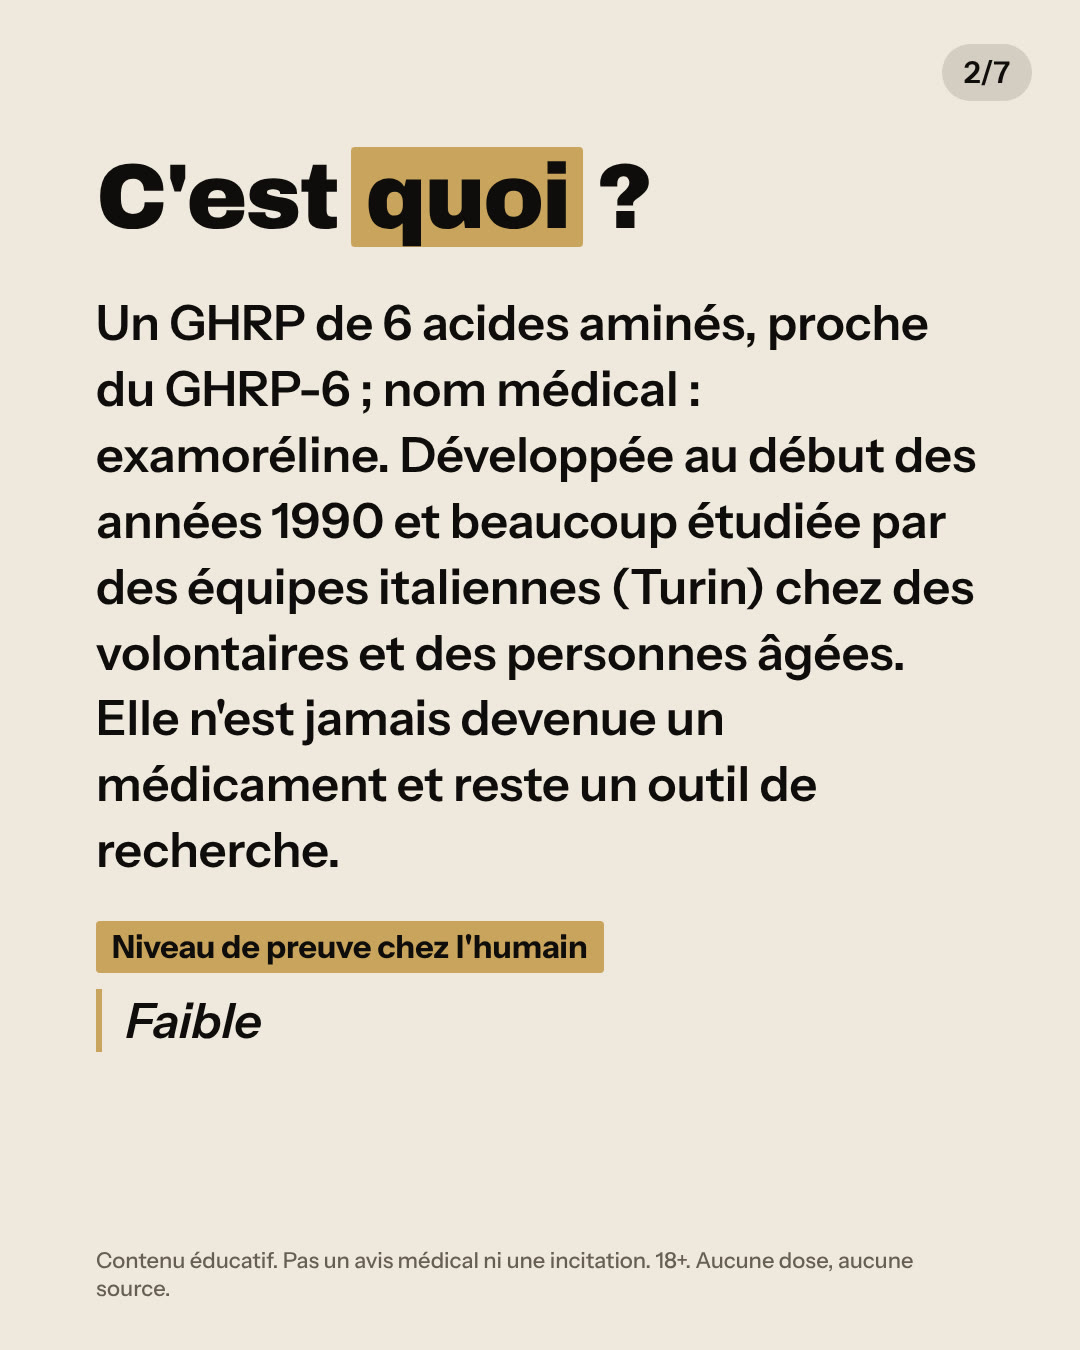 2/7
C'est quoi ?
Un GHRP de 6 acides aminés, proche
du GHRP-6 ; nom médical :
examoréline. Développée au début des
années 1990 et beaucoup étudiée par
des équipes italiennes (Turin) chez des
volontaires et des personnes âgées.
Elle n'est jamais devenue un
médicament et reste un outil de
recherche.
Niveau de preuve chez l'humain
Faible
Contenu éducatif. Pas un avis médical ni une incitation. 18+. Aucune dose, aucune
source.